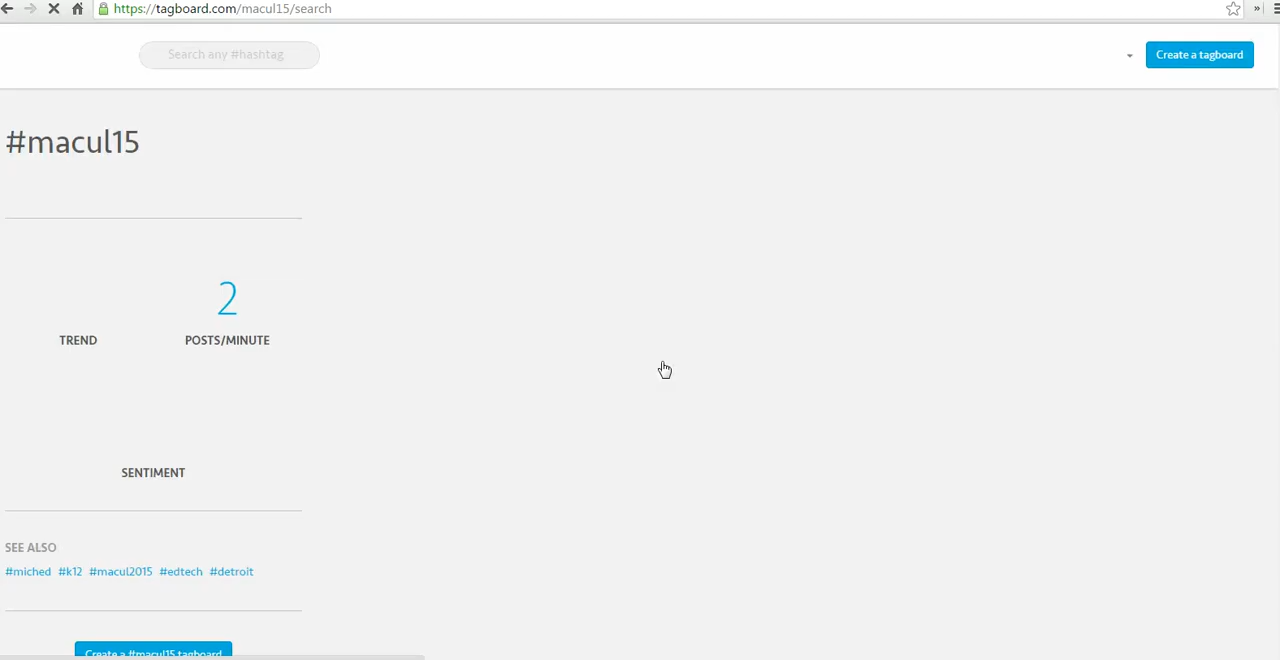 https://tagboard.com/macul15/search
Search any #hashtag
Create a tagboard
#macul15
2
TREND POSTS/MINUTE
SENTIMENT
SEE ALSO
#miched #k12 #macul2015 #edtech #detroit
Create a #macul15 tagboard